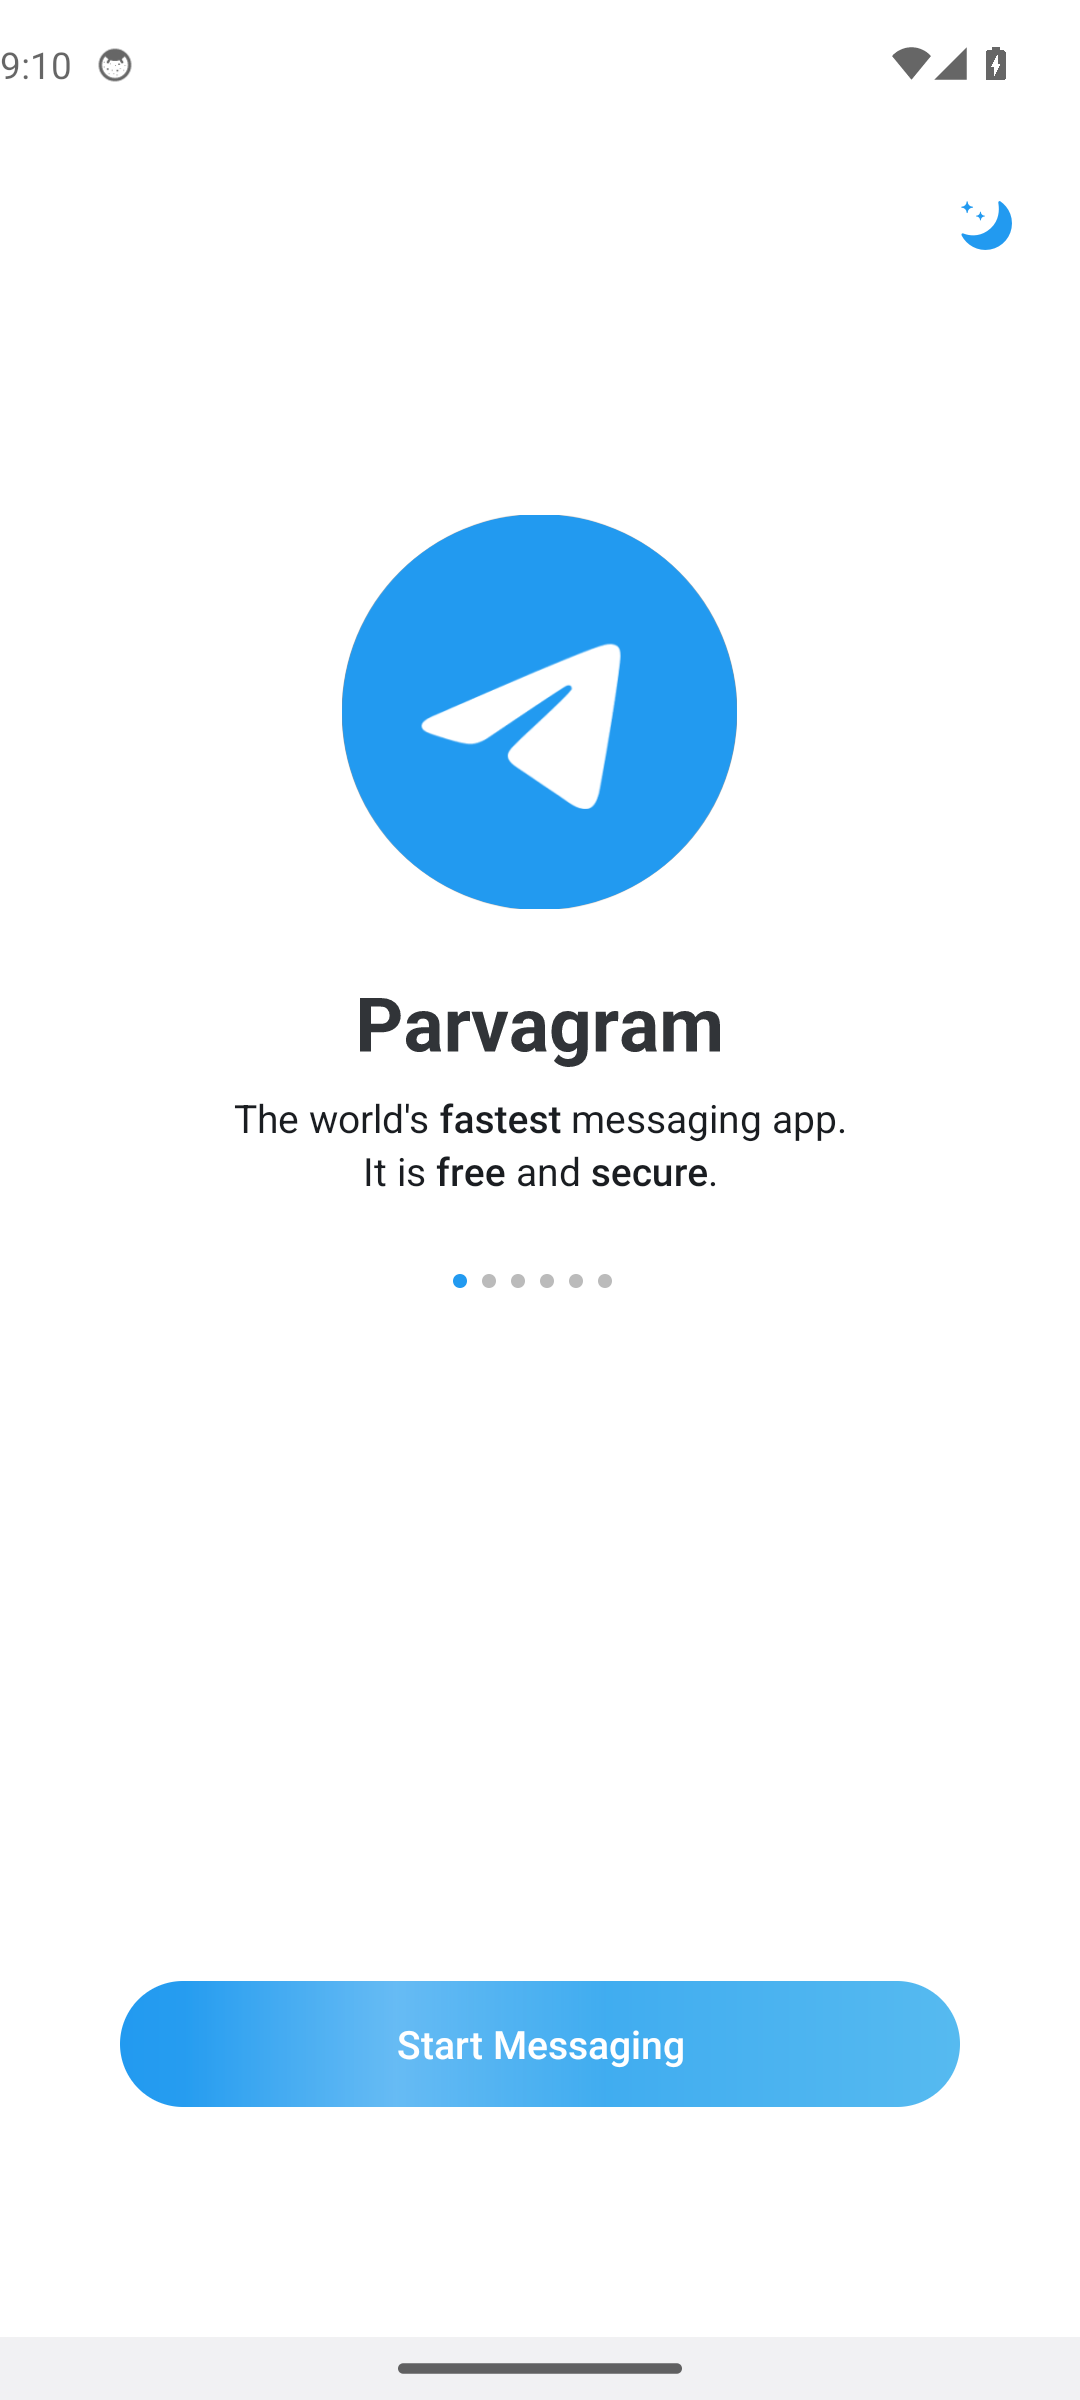 9:10
Parvagram
The world's fastest messaging app.
It is free and secure.
Start Messaging